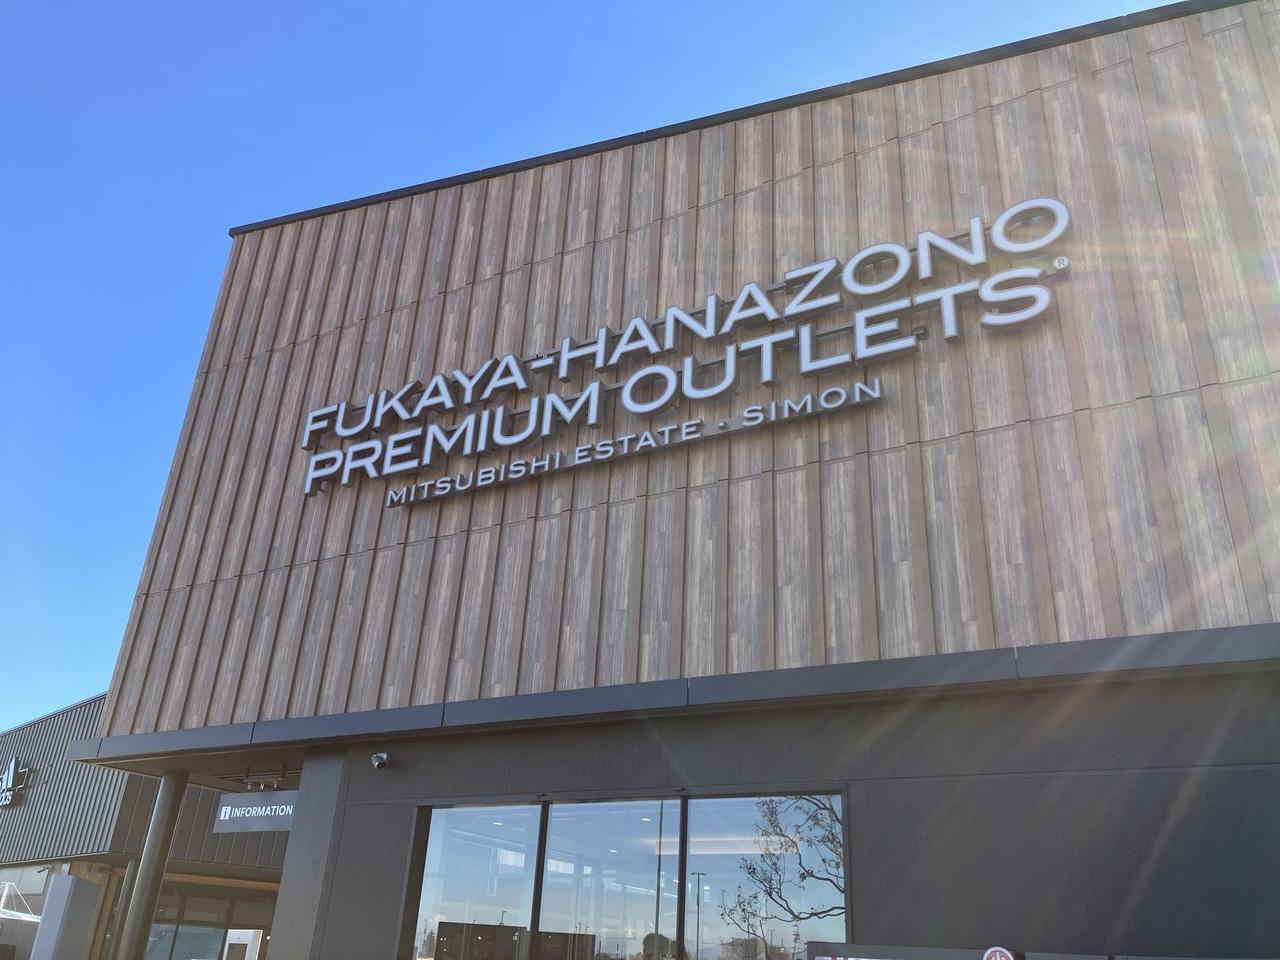 FUKAYA-HANAZONO
PREMIUM OUTLETS®
MITSUBISHI ESTATE · SIMON
i INFORMATION